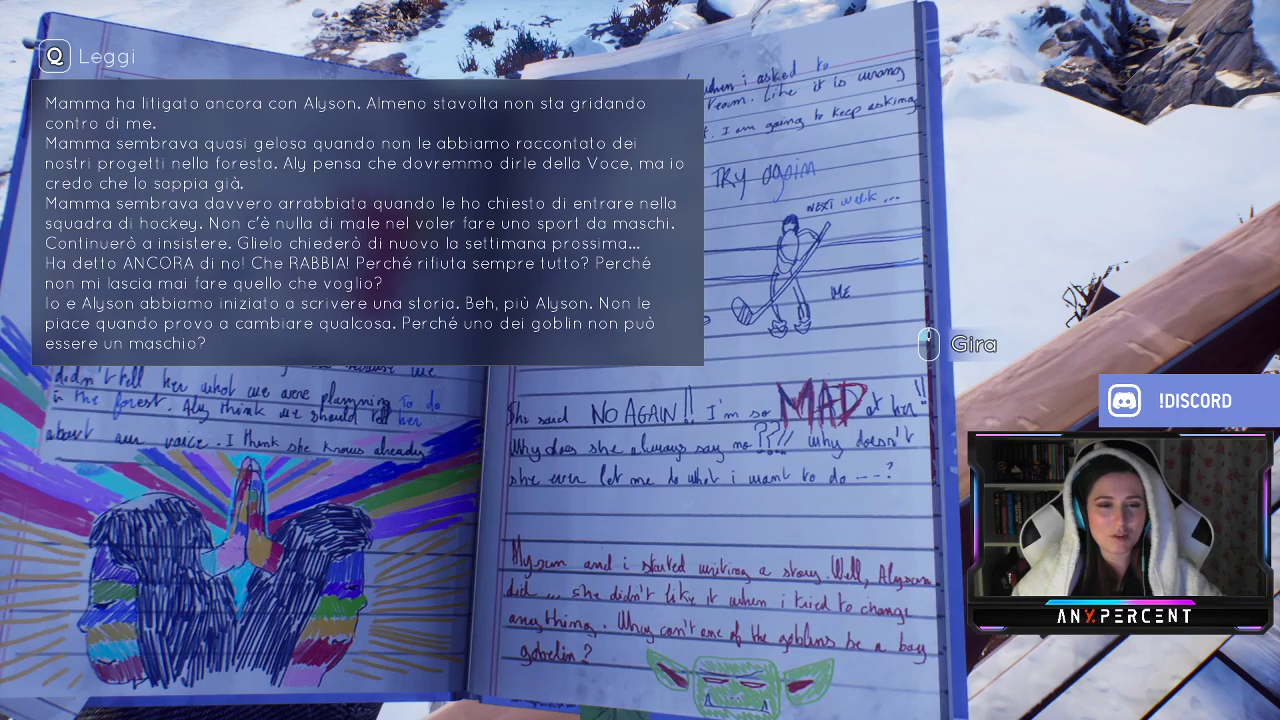 Q Leggi
Mamma ha litigato ancora con Alyson. Almeno stavolta non sta gridando
contro di me.
Mamma sembrava quasi gelosa quando non le abbiamo raccontato dei
nostri progetti nella foresta. Aly pensa che dovremmo dirle della Voce, ma io
credo che lo sappia già.
Mamma sembrava davvero arrabbiata quando le ho chiesto di entrare nella
squadra di hockey. Non c'è nulla di male nel voler fare uno sport da maschi.
Continuerò a insistere. Glielo chiederò di nuovo la settimana prossima...
Ha detto ANCORA di no! Che RABBIA! Perché rifiuta sempre tutto? Perché
non mi lascia mai fare quello che voglio?
Io e Alyson abbiamo iniziato a scrivere una storia. Beh, più Alyson. Non le
piace quando provo a cambiare qualcosa. Perché uno dei goblin non può
essere un maschio?
didn't tell her what we were planning to do
in the forest. Aly think we should tell her
about our voice. I think she knows already
when i asked to
team. Like it is wrong
I am going to keep asking
TRY again
NEXT week ...
ME
She said NO AGAIN!! I'm so MAD at her!!
Why does she always say no ????// why doesn't
she ever let me do what i want to do ---?
Alyson and i started writing a story. Well, Alyson
did ... she didn't like it when i tried to change
anything. Why can't one of the goblins be a boy
gobelin?
Gira
!DISCORD
ANY%PERCENT